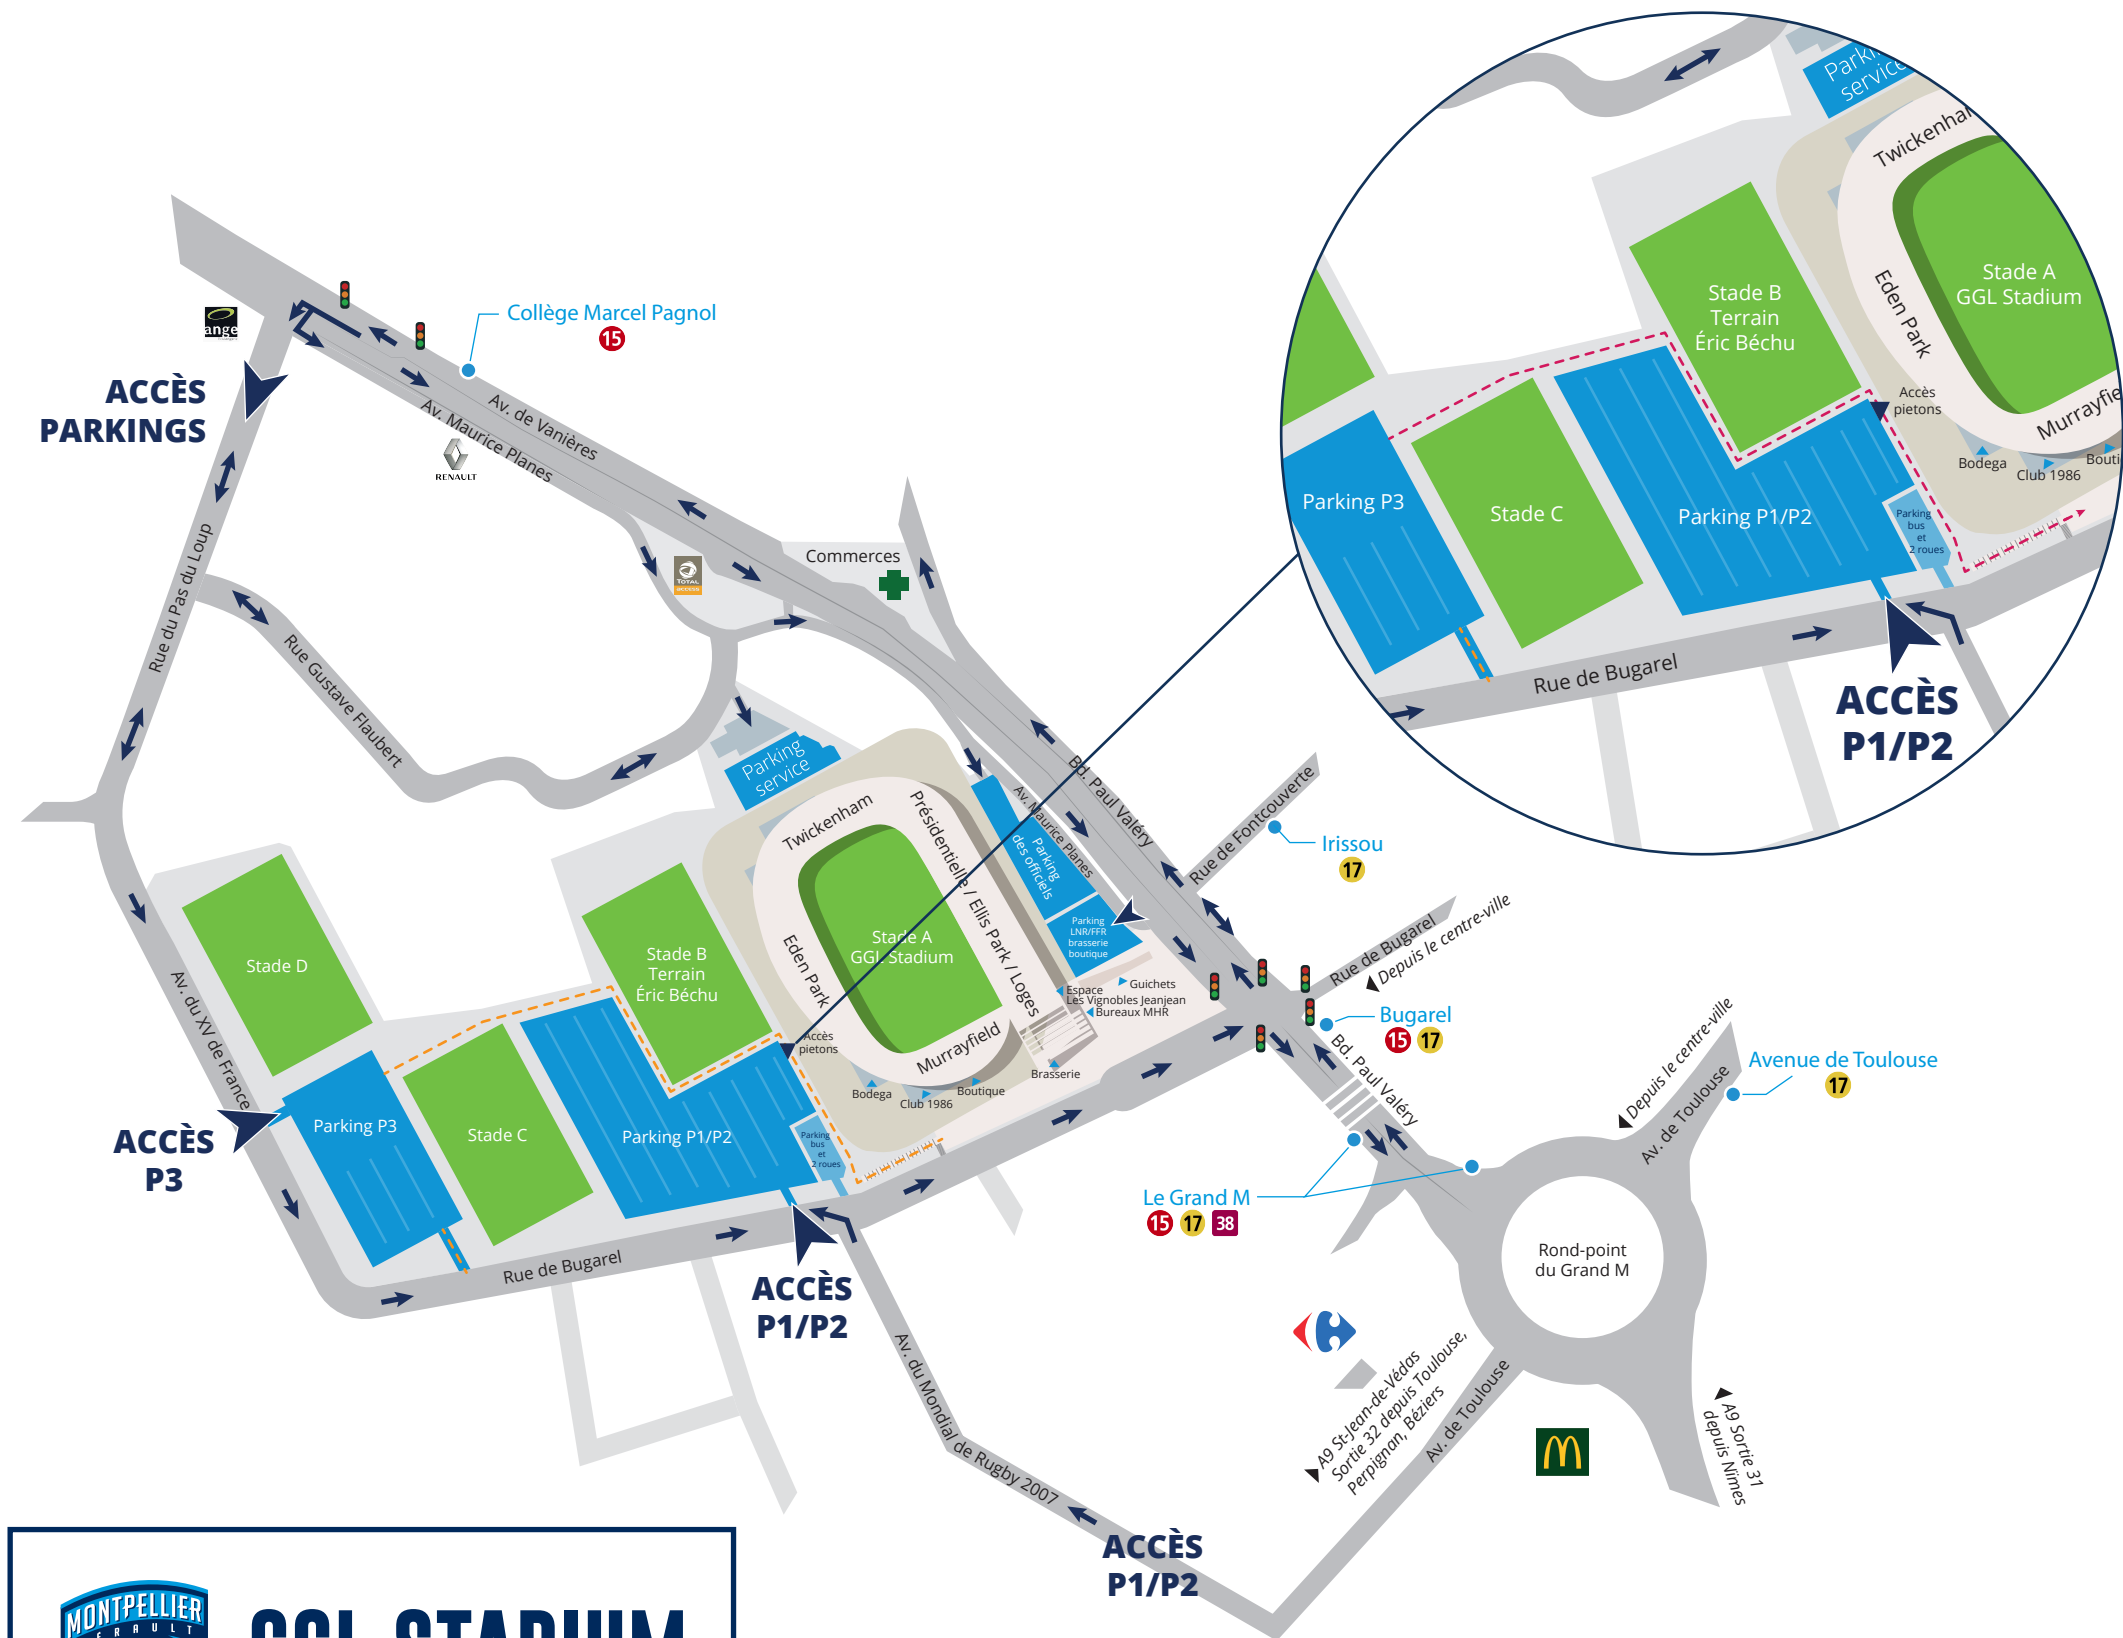 Collège Marcel Pagnol
15
ange
ACCÈS
PARKINGS
Av. de Vanières
Av. Maurice Planes
RENAULT
Rue du Pas du Loup
TOTAL
access
Commerces
Rue Gustave Flaubert
Parking
service
Bd. Paul Valéry
Av. Maurice Planes
Rue de Fontcouverte
Irissou
17
Twickenham
Présidentielle / Ellis Park / Loges
Parking
des officiels
Parking
LNR/FFR
brasserie
boutique
Rue de Bugarel
Depuis le centre-ville
Stade D
Stade B
Terrain
Éric Béchu
Eden Park
Stade A
GGL Stadium
Espace
Les Vignobles Jeanjean
Guichets
Bureaux MHR
Bugarel
15 17
Av. du XV de France
Accès
pietons
Murrayfield
Brasserie
Bodega
Club 1986
Boutique
Bd. Paul Valéry
Depuis le centre-ville
Av. de Toulouse
Avenue de Toulouse
17
ACCÈS
P3
Parking P3
Stade C
Parking P1/P2
Parking
bus
et
2 roues
Le Grand M
15 17 38
Rue de Bugarel
ACCÈS
P1/P2
Rond-point
du Grand M
Av. du Mondial de Rugby 2007
A9 St-Jean-de-Védas
Sortie 32 depuis Toulouse,
Perpignan, Béziers
Av. de Toulouse
A9 Sortie 31
depuis Nîmes
ACCÈS
P1/P2
Parking
service
Twickenham
Stade B
Terrain
Éric Béchu
Eden Park
Stade A
GGL Stadium
Accès
pietons
Murrayfie
Bodega
Club 1986
Bouti
Parking P3
Stade C
Parking P1/P2
Parking
bus
et
2 roues
Rue de Bugarel
ACCÈS
P1/P2
MONTPELLIER
ÉRAULT
GGL STADIUM